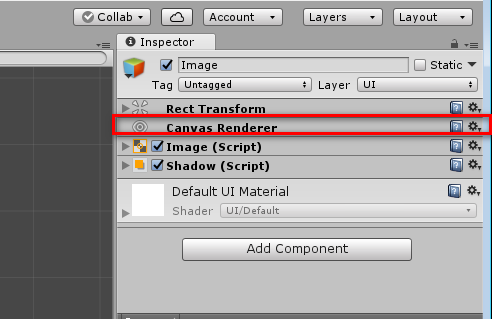 Collab Account Layers Layout
Inspector
Image Static
Tag Untagged Layer UI
Rect Transform
Canvas Renderer
Image (Script)
Shadow (Script)
Default UI Material
Shader UI/Default
Add Component